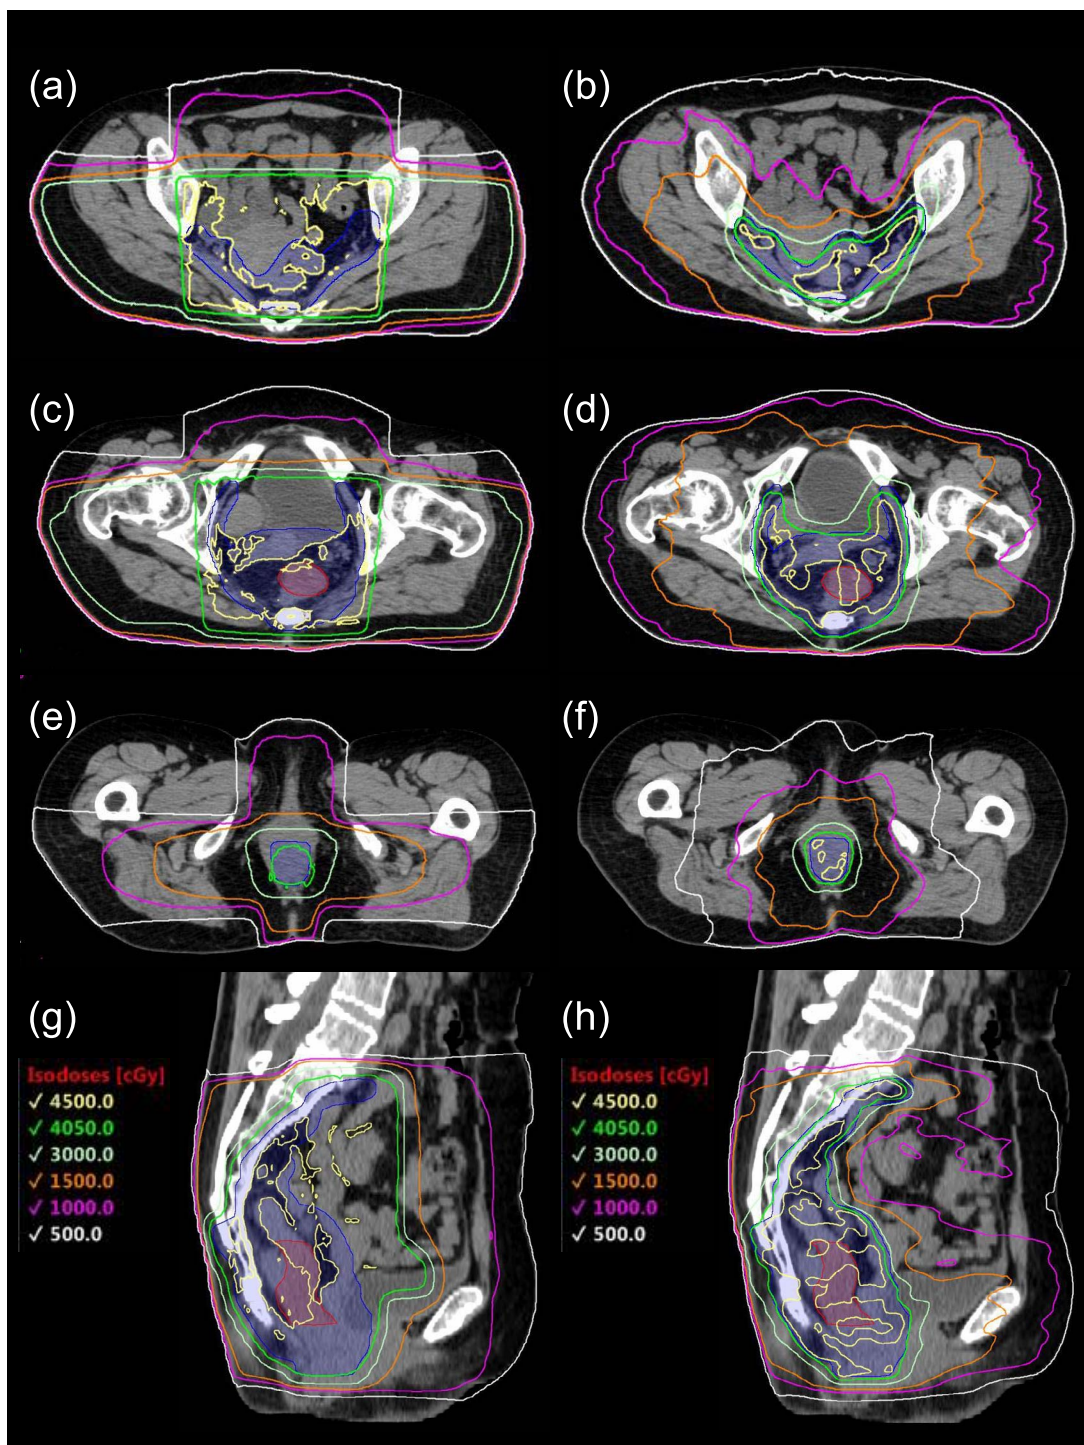 (a)
(b)
(c)
(d)
(e)
(f)
(g)
(h)
Isodoses [cGy]
✓ 4500.0
✓ 4050.0
✓ 3000.0
✓ 1500.0
✓ 1000.0
✓ 500.0
Isodoses [cGy]
✓ 4500.0
✓ 4050.0
✓ 3000.0
✓ 1500.0
✓ 1000.0
✓ 500.0